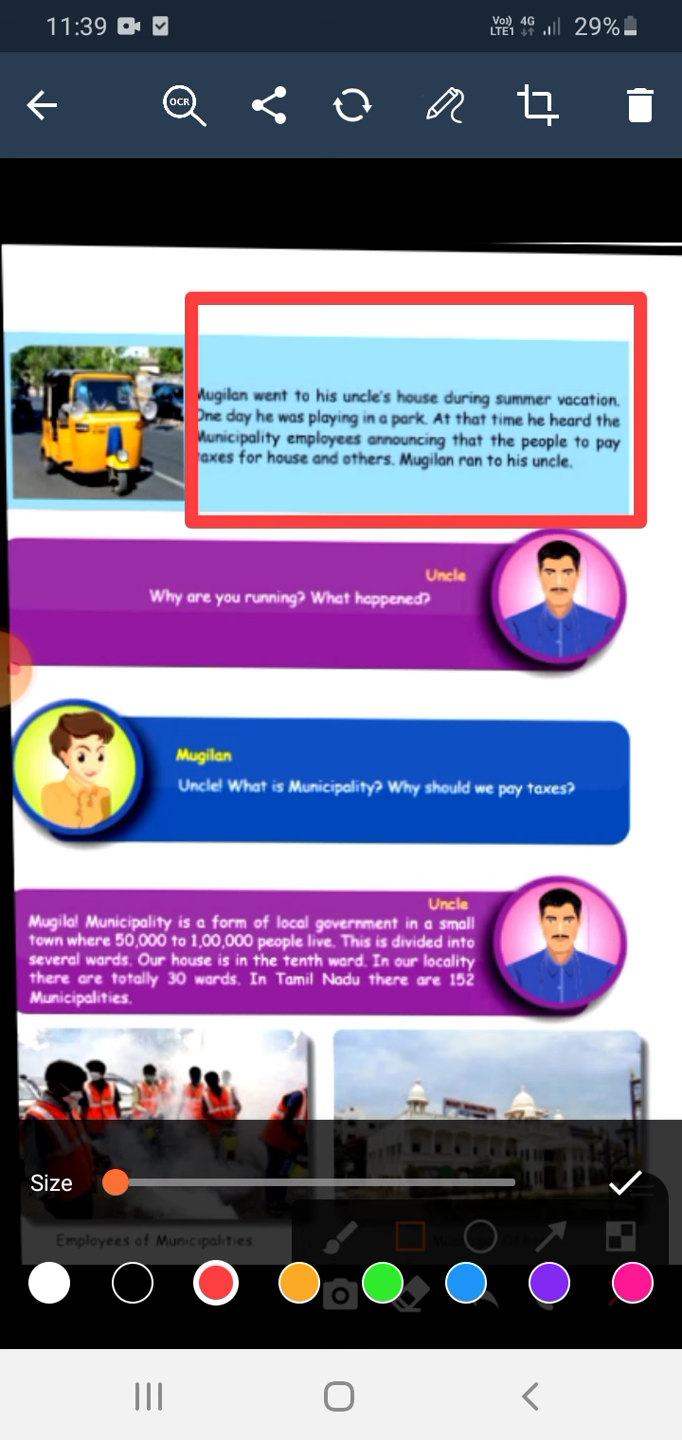 11:39
Vo)) LTE1 4G 29%
OCR
Mugilan went to his uncle's house during summer vacation.
One day he was playing in a park. At that time he heard the
Municipality employees announcing that the people to pay
taxes for house and others. Mugilan ran to his uncle.
Uncle
Why are you running? What happened?
Mugilan
Uncle! What is Municipality? Why should we pay taxes?
Uncle
Mugila! Municipality is a form of local government in a small
town where 50,000 to 1,00,000 people live. This is divided into
several wards. Our house is in the tenth ward. In our locality
there are totally 30 wards. In Tamil Nadu there are 152
Municipalities.
Size
Employees of Municipalities